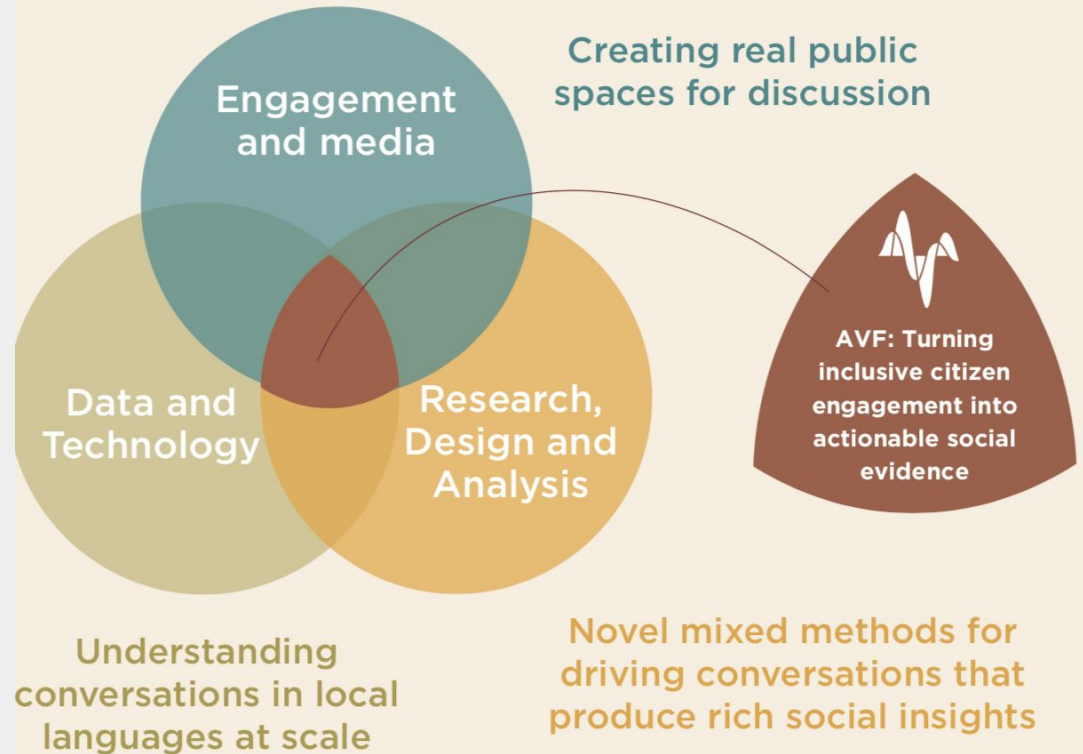 Engagement
and media
Creating real public
spaces for discussion
Data and
Technology
Research,
Design and
Analysis
AVF: Turning
inclusive citizen
engagement into
actionable social
evidence
Understanding
conversations in local
languages at scale
Novel mixed methods for
driving conversations that
produce rich social insights